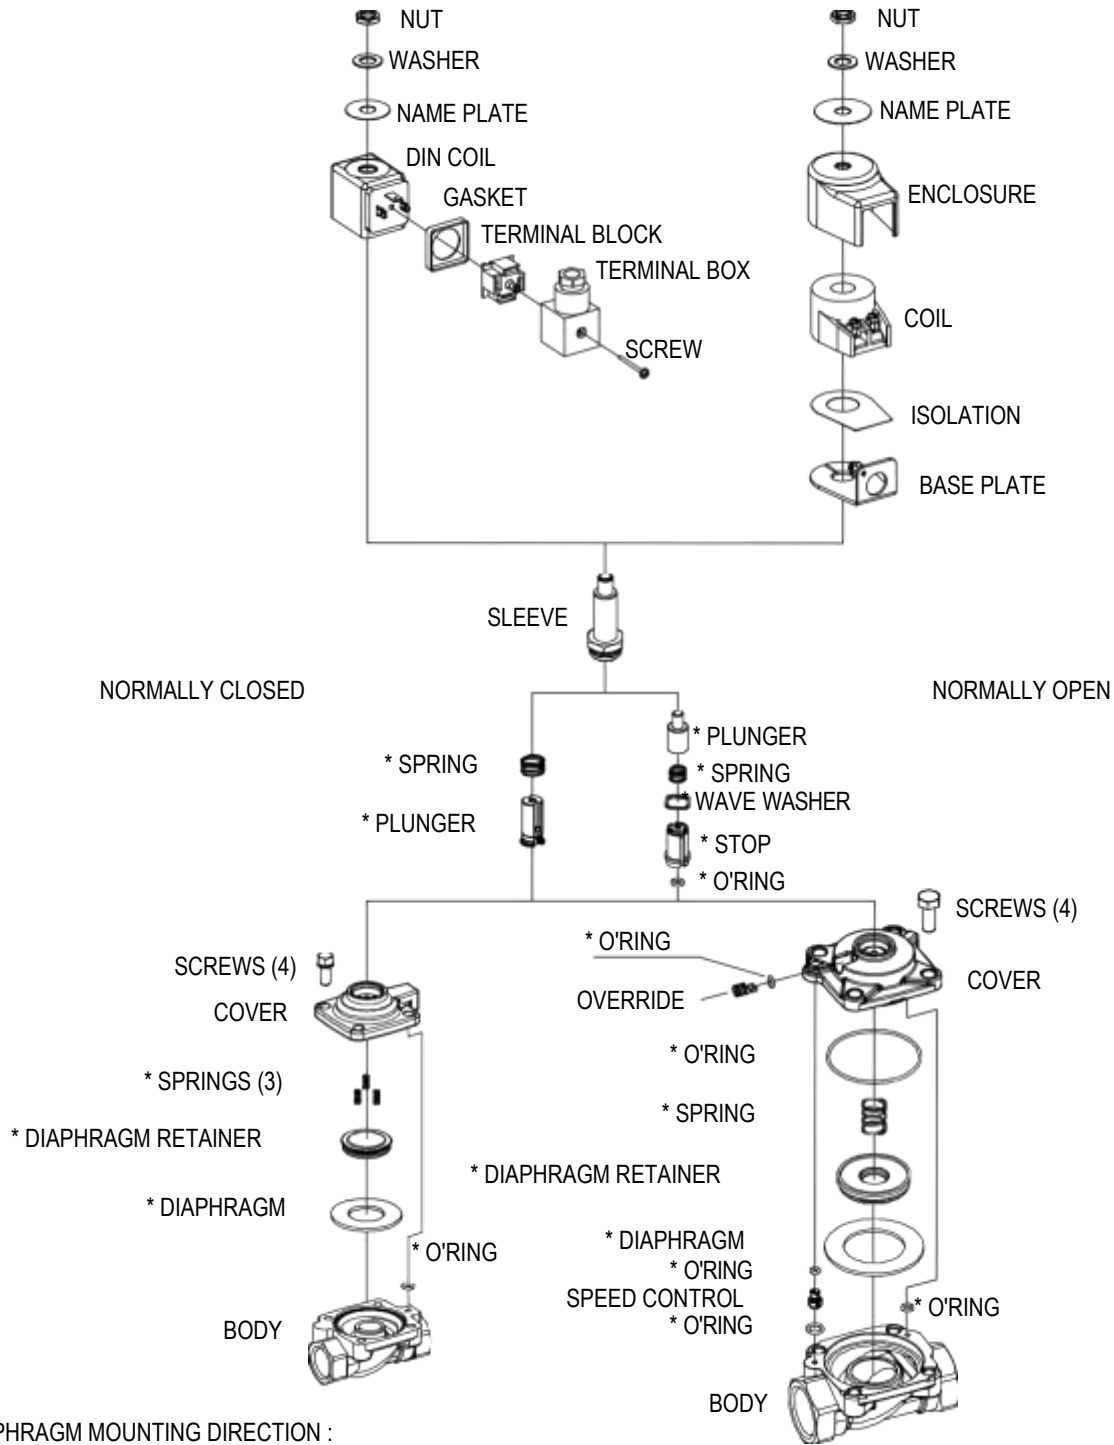 NUT
NUT
WASHER
WASHER
NAME PLATE
NAME PLATE
DIN COIL
GASKET
ENCLOSURE
TERMINAL BLOCK
TERMINAL BOX
COIL
SCREW
ISOLATION
BASE PLATE
SLEEVE
NORMALLY CLOSED
NORMALLY OPEN
* PLUNGER
* SPRING
* SPRING
* WAVE WASHER
* PLUNGER
* STOP
* O'RING
SCREWS (4)
* O'RING
SCREWS (4)
COVER
OVERRIDE
COVER
* O'RING
* SPRINGS (3)
* SPRING
* DIAPHRAGM RETAINER
* DIAPHRAGM RETAINER
* DIAPHRAGM
* DIAPHRAGM
* O'RING
* O'RING
SPEED CONTROL
* O'RING
* O'RING
BODY
BODY
PHRAGM MOUNTING DIRECTION :